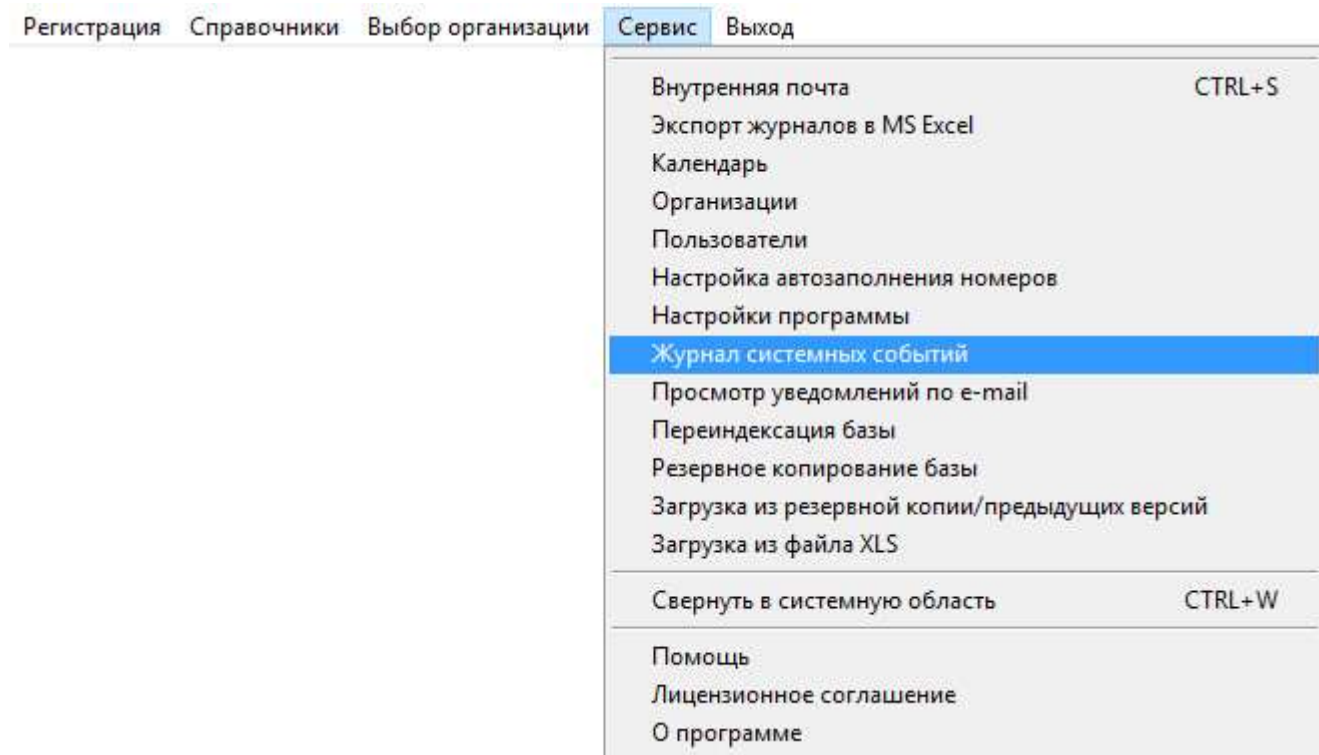 Регистрация Справочники Выбор организации Сервис Выход
Внутренняя почта CTRL+S
Экспорт журналов в MS Excel
Календарь
Организации
Пользователи
Настройка автозаполнения номеров
Настройки программы
Журнал системных событий
Просмотр уведомлений по e-mail
Переиндексация базы
Резервное копирование базы
Загрузка из резервной копии/предыдущих версий
Загрузка из файла XLS
Свернуть в системную область CTRL+W
Помощь
Лицензионное соглашение
О программе